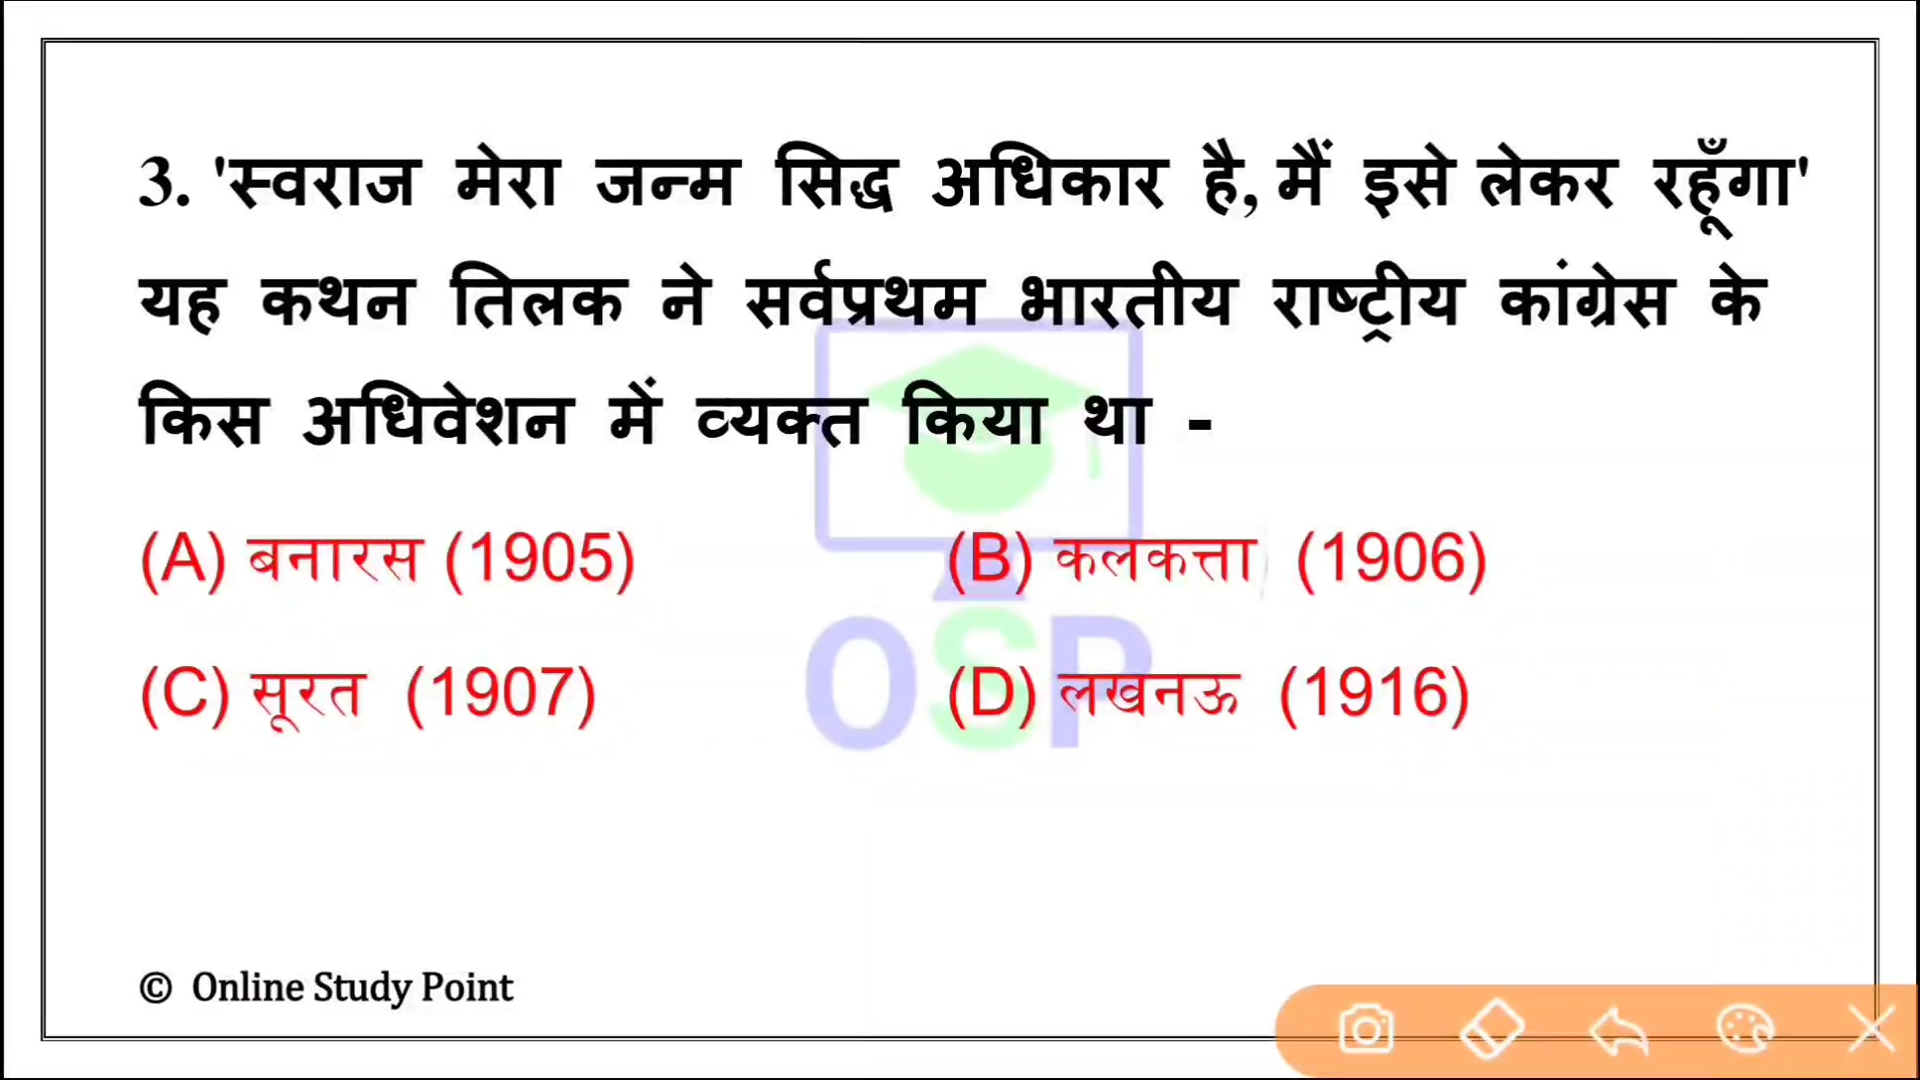 3. 'स्वराज मेरा जन्म सिद्ध अधिकार है, मैं इसे लेकर रहूँगा'
यह कथन तिलक ने सर्वप्रथम भारतीय राष्ट्रीय कांग्रेस के
किस अधिवेशन में व्यक्त किया था -
(A) बनारस (1905) (B) कलकत्ता (1906)
(C) सूरत (1907) (D) लखनऊ (1916)
OSP
© Online Study Point